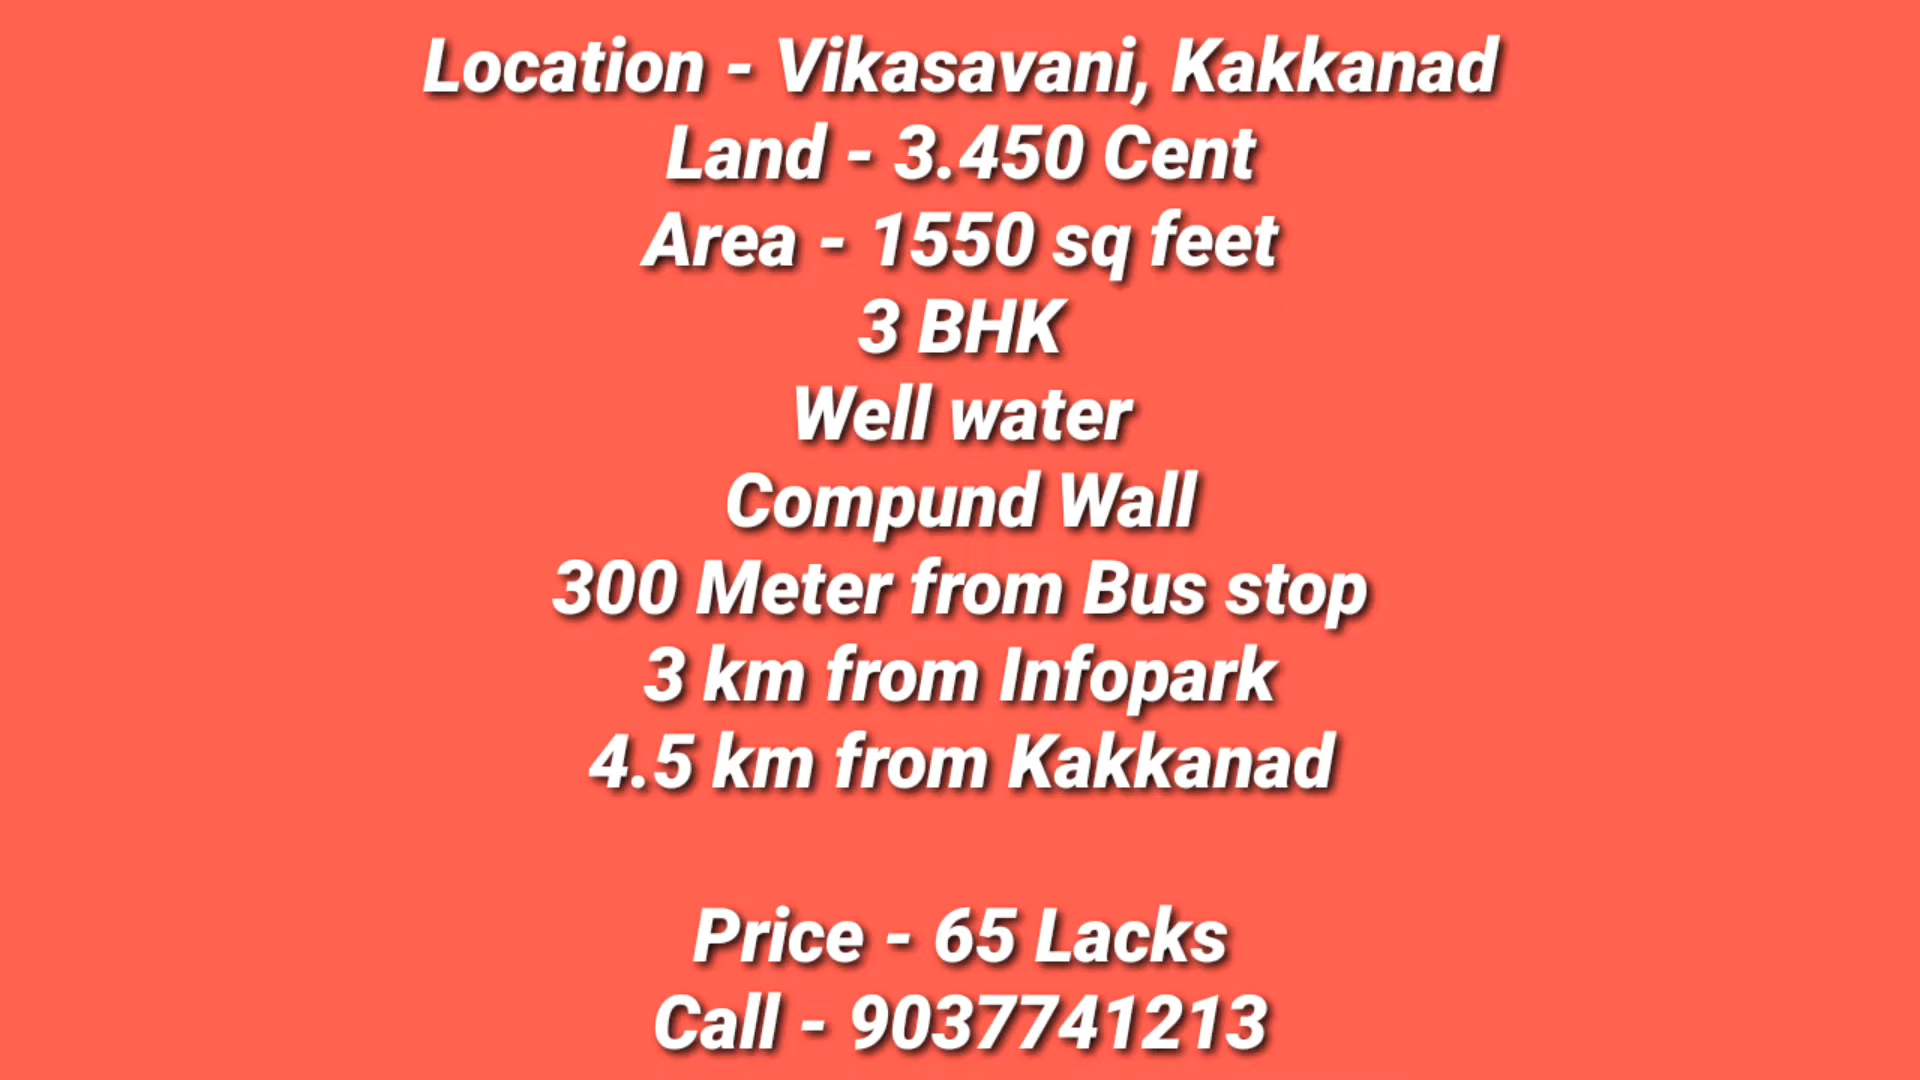 Location - Vikasavani, Kakkanad
Land - 3.450 Cent
Area - 1550 sq feet
3 BHK
Well water
Compund Wall
300 Meter from Bus stop
3 km from Infopark
4.5 km from Kakkanad
Price - 65 Lacks
Call - 9037741213